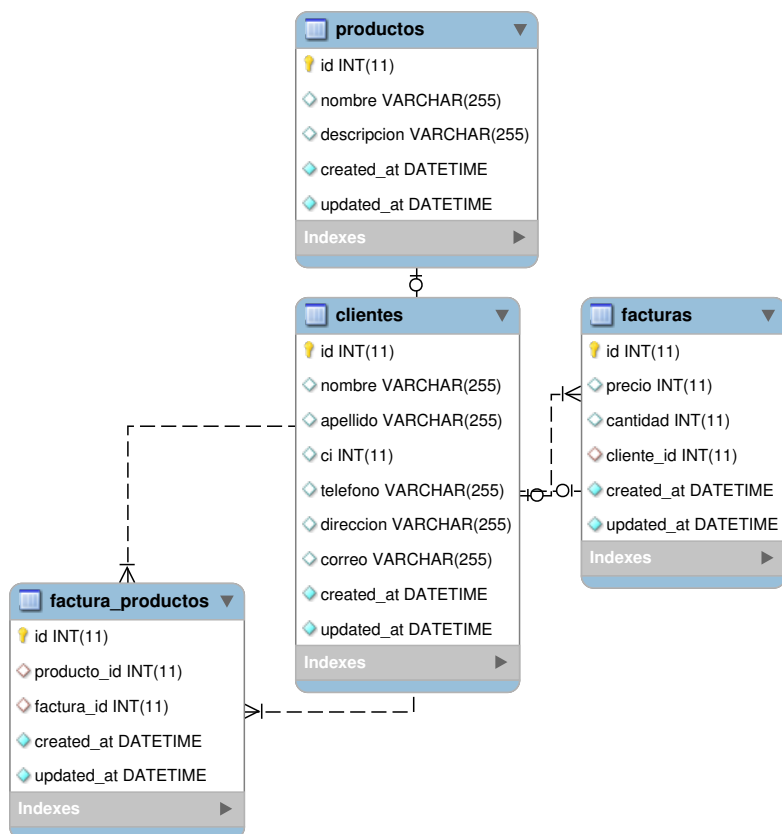 productos
id INT(11)
nombre VARCHAR(255)
descripcion VARCHAR(255)
created_at DATETIME
updated_at DATETIME
Indexes
clientes
id INT(11)
nombre VARCHAR(255)
apellido VARCHAR(255)
ci INT(11)
telefono VARCHAR(255)
direccion VARCHAR(255)
correo VARCHAR(255)
created_at DATETIME
updated_at DATETIME
Indexes
facturas
id INT(11)
precio INT(11)
cantidad INT(11)
cliente_id INT(11)
created_at DATETIME
updated_at DATETIME
Indexes
factura_productos
id INT(11)
producto_id INT(11)
factura_id INT(11)
created_at DATETIME
updated_at DATETIME
Indexes